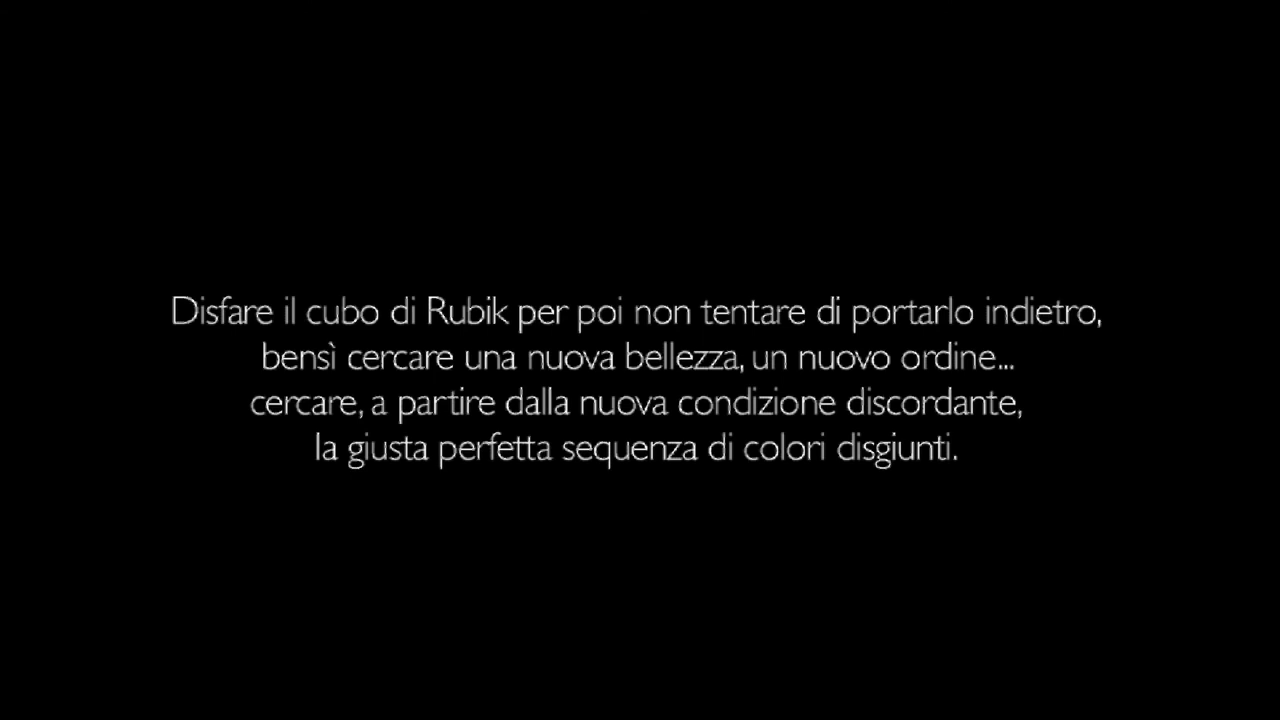 Disfare il cubo di Rubik per poi non tentare di portarlo indietro,
bensì cercare una nuova bellezza, un nuovo ordine...
cercare, a partire dalla nuova condizione discordante,
la giusta perfetta sequenza di colori disgiunti.